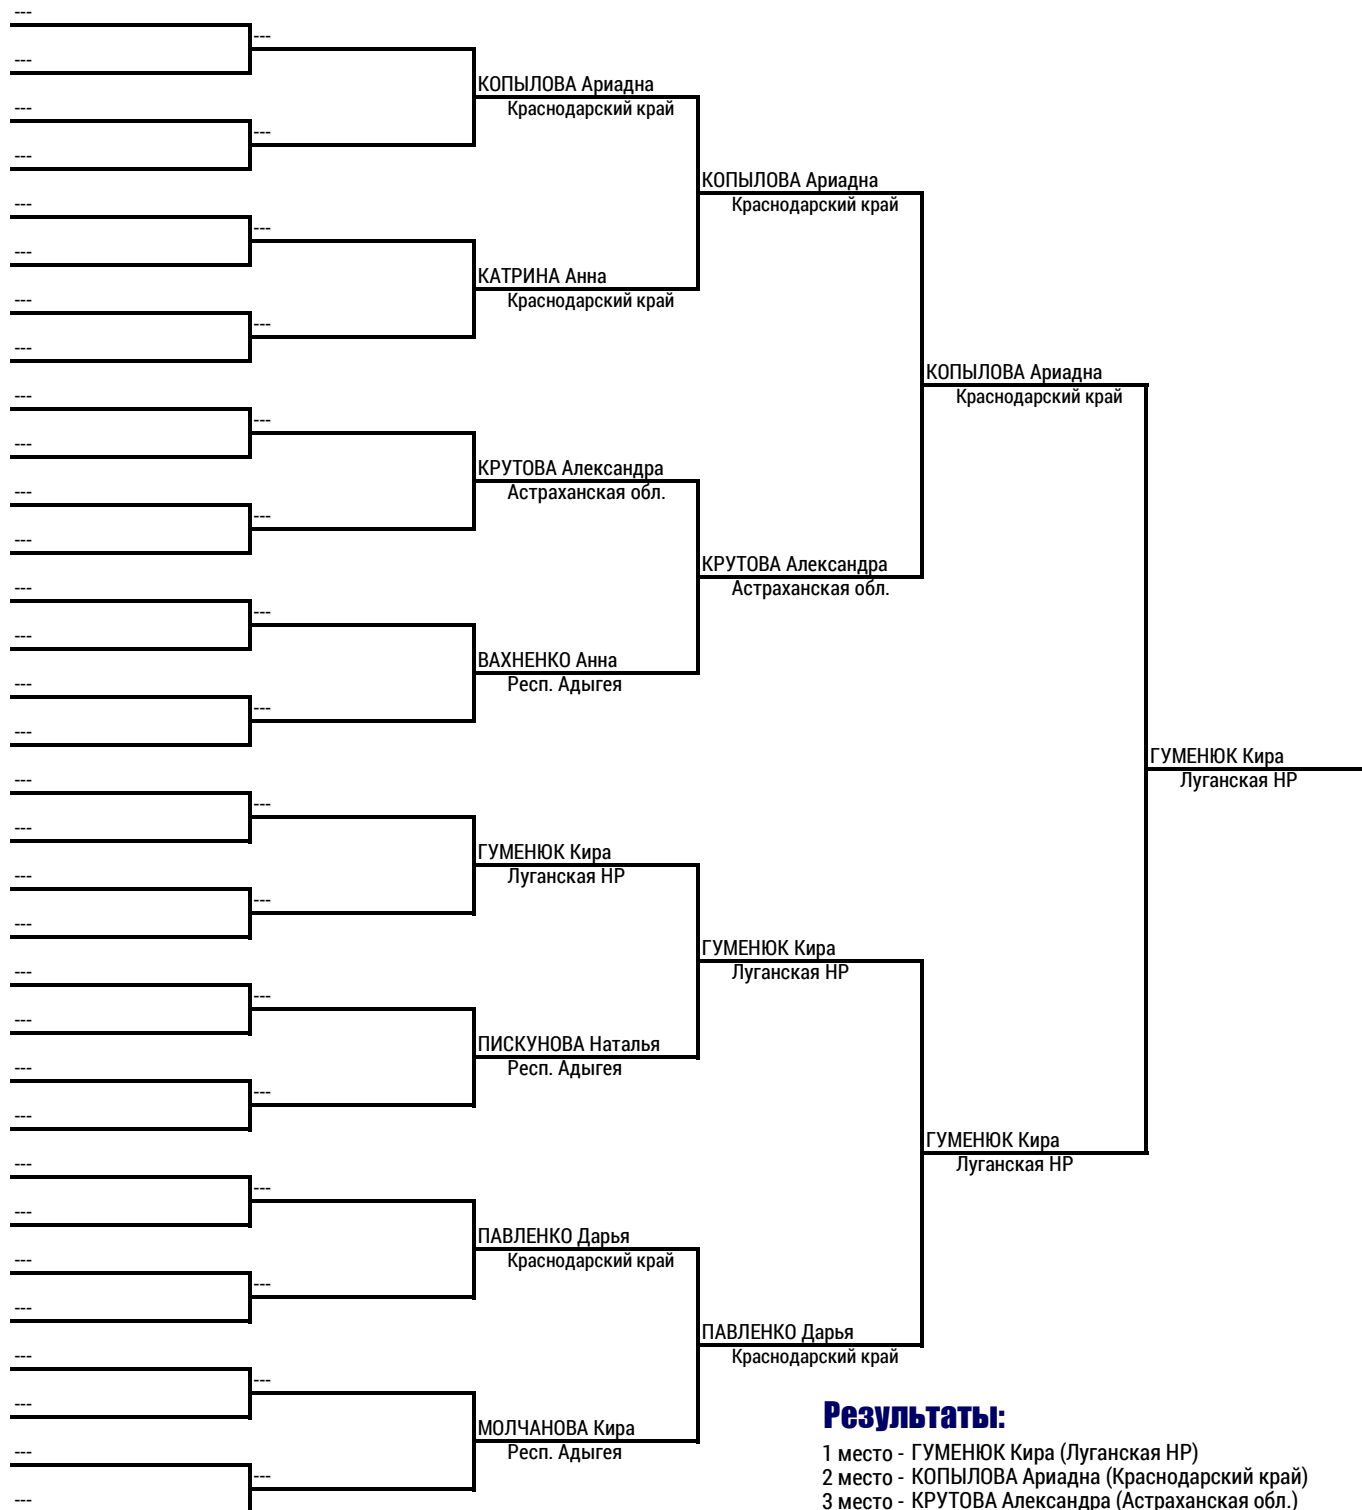 ---
---
---
КОПЫЛОВА Ариадна
Краснодарский край
---
---
---
КОПЫЛОВА Ариадна
Краснодарский край
---
---
---
КАТРИНА Анна
Краснодарский край
---
---
---
КОПЫЛОВА Ариадна
Краснодарский край
---
---
---
КРУТОВА Александра
Астраханская обл.
---
---
---
КРУТОВА Александра
Астраханская обл.
---
---
---
ВАХНЕНКО Анна
Респ. Адыгея
---
---
---
ГУМЕНЮК Кира
Луганская НР
---
---
---
ГУМЕНЮК Кира
Луганская НР
---
---
---
ГУМЕНЮК Кира
Луганская НР
---
---
---
ПИСКУНОВА Наталья
Респ. Адыгея
---
---
---
ГУМЕНЮК Кира
Луганская НР
---
---
---
ПАВЛЕНКО Дарья
Краснодарский край
---
---
---
ПАВЛЕНКО Дарья
Краснодарский край
---
---
---
МОЛЧАНОВА Кира
Респ. Адыгея
---
---
---
Результаты:
1 место - ГУМЕНЮК Кира (Луганская НР)
2 место - КОПЫЛОВА Ариадна (Краснодарский край)
3 место - КРУТОВА Александра (Астраханская обл.)